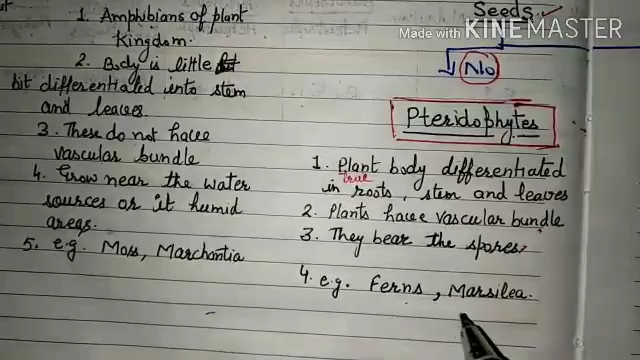 1. Amphibians of plant
Kingdom.
2. Body is little
bit differentiated into stem
and leaves.
3. These do not have
vascular bundle
4. Grow near the water
sources or it humid
areas.
5. e.g. Moss, Marchantia
Seeds.
Made with KINEMASTER
No
Pteridophytes
1. Plant body differentiated
true
in roots, stem and leaves
2. Plants have vascular bundle
3. They bear the spores.
4. e.g. Ferns, Marsilea.